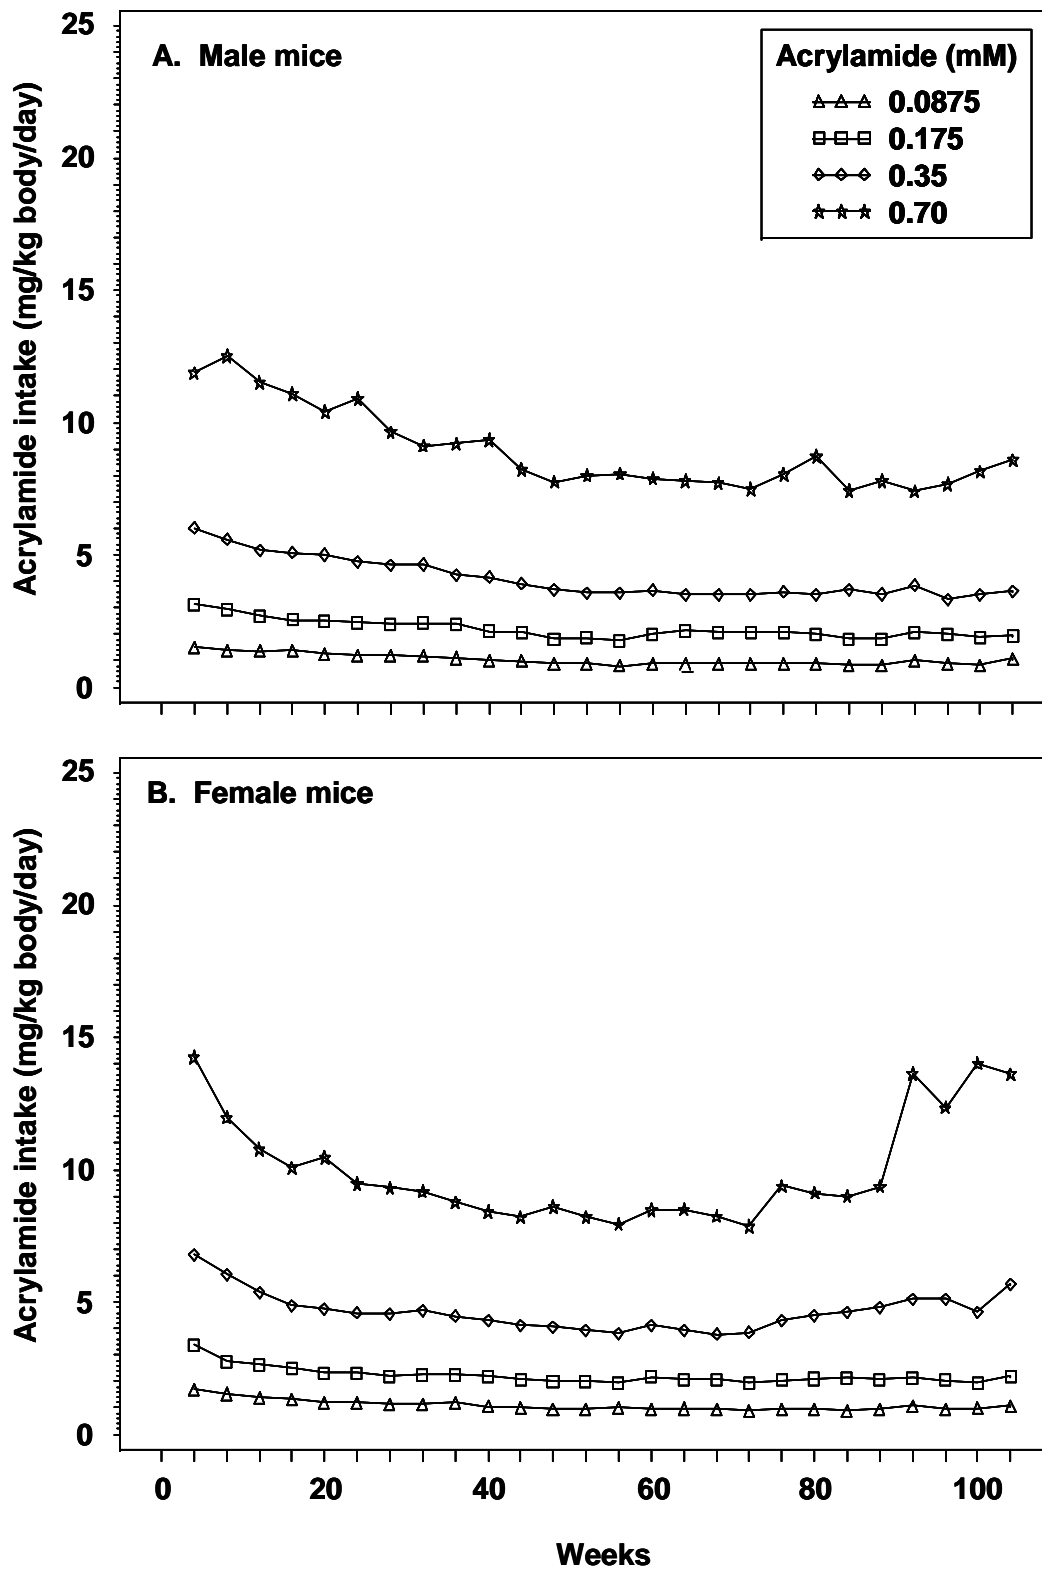 A. Male mice
Acrylamide (mM)
0.0875
0.175
0.35
0.70
Acrylamide intake (mg/kg body/day)
25
20
15
10
5
0
B. Female mice
Acrylamide intake (mg/kg body/day)
25
20
15
10
5
0
0 20 40 60 80 100
Weeks